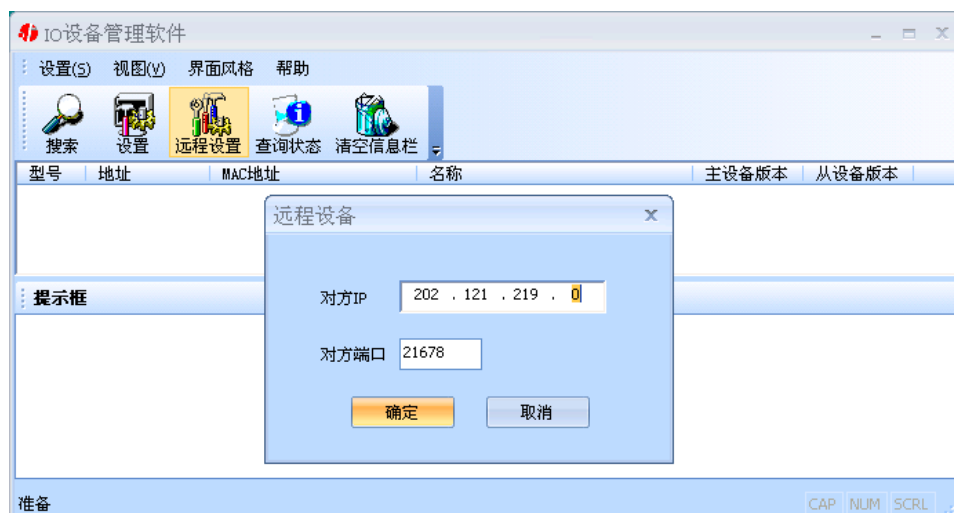 IO设备管理软件
设置(S) 视图(V) 界面风格 帮助
搜索 设置 远程设置 查询状态 清空信息栏
型号 地址 MAC地址 名称 主设备版本 从设备版本
远程设备
对方IP 202 . 121 . 219 . 0
提示框
对方端口 21678
确定 取消
准备 CAP NUM SCRL